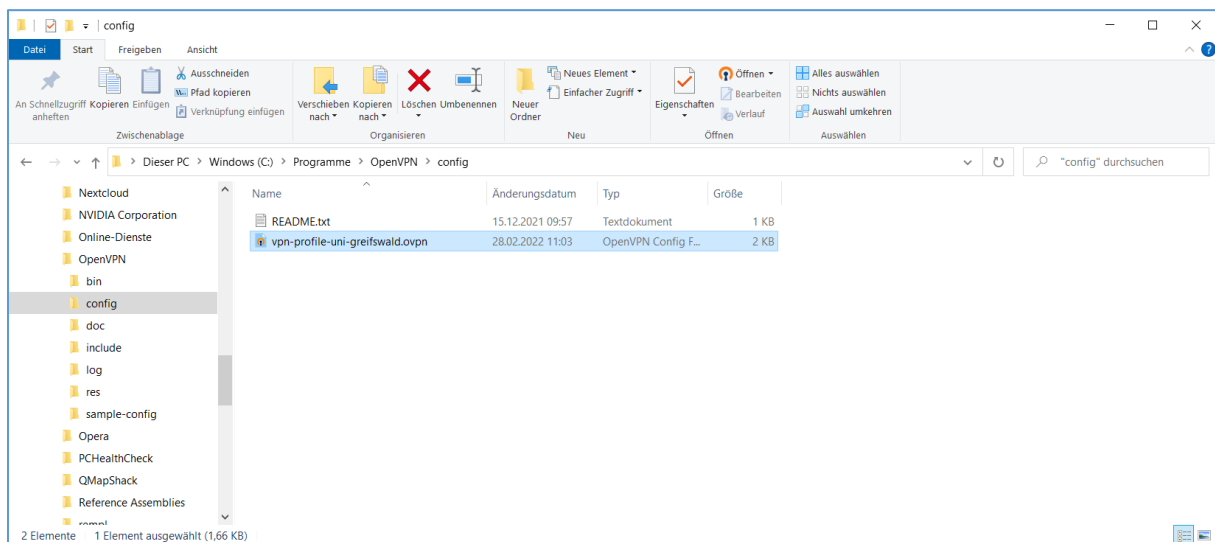 config
Datei Start Freigeben Ansicht
An Schnellzugriff anheften
Kopieren
Einfügen
Ausschneiden
Pfad kopieren
Verknüpfung einfügen
Zwischenablage
Verschieben nach
Kopieren nach
Löschen
Umbenennen
Organisieren
Neuer Ordner
Neues Element
Einfacher Zugriff
Neu
Eigenschaften
Öffnen
Bearbeiten
Verlauf
Öffnen
Alles auswählen
Nichts auswählen
Auswahl umkehren
Auswählen
Dieser PC > Windows (C:) > Programme > OpenVPN > config
"config" durchsuchen
Nextcloud
NVIDIA Corporation
Online-Dienste
OpenVPN
bin
config
doc
include
log
res
sample-config
Opera
PCHealthCheck
QMapShack
Reference Assemblies
Name Änderungsdatum Typ Größe
README.txt 15.12.2021 09:57 Textdokument 1 KB
vpn-profile-uni-greifswald.ovpn 28.02.2022 11:03 OpenVPN Config F... 2 KB
2 Elemente 1 Element ausgewählt (1,66 KB)